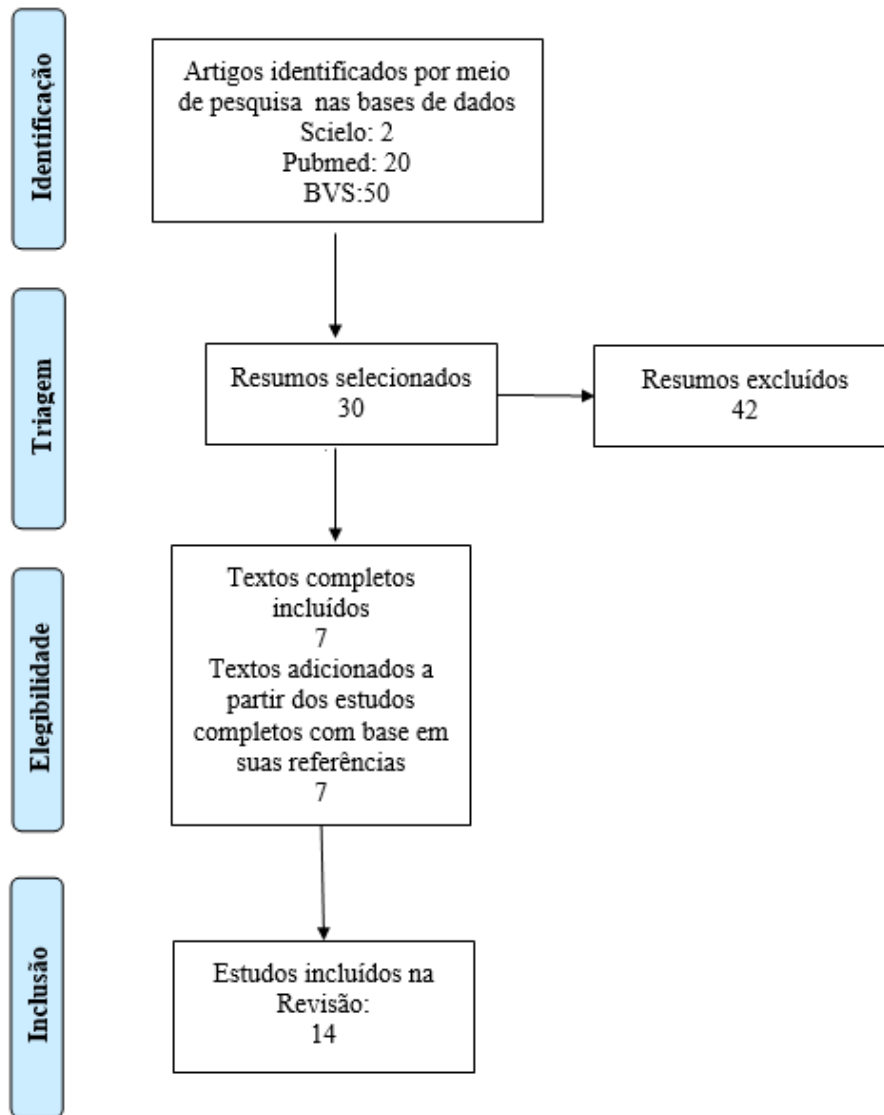 Identificação
Artigos identificados por meio
de pesquisa nas bases de dados
Scielo: 2
Pubmed: 20
BVS:50
Triagem
Resumos selecionados
30
Resumos excluídos
42
Elegibilidade
Textos completos
incluídos
7
Textos adicionados a
partir dos estudos
completos com base em
suas referências
7
Inclusão
Estudos incluídos na
Revisão:
14